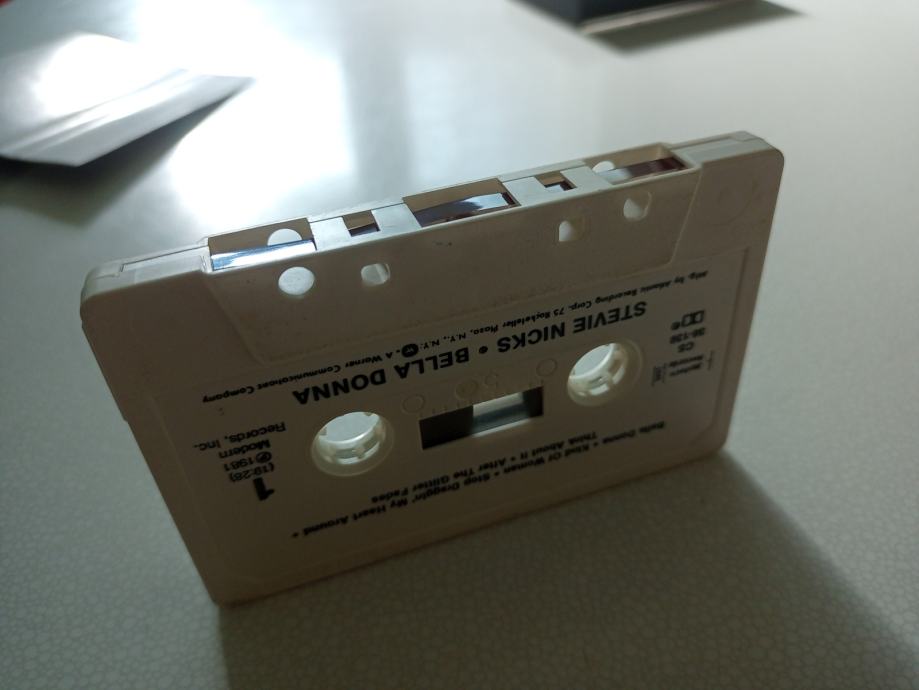 Bella Donna •
Kind Of Woman • Stop Draggin' My Heart Around •
Think About It • After The Glitter Fades
1
(19:28)
℗1981
Modern
Records, Inc.
Modern
Records
CS
38-139
STEVIE NICKS • BELLA DONNA
Mfg. by Atlantic Recording Corp. 75 Rockefeller Plaza, N.Y., N.Y. • A Warner Communications Company